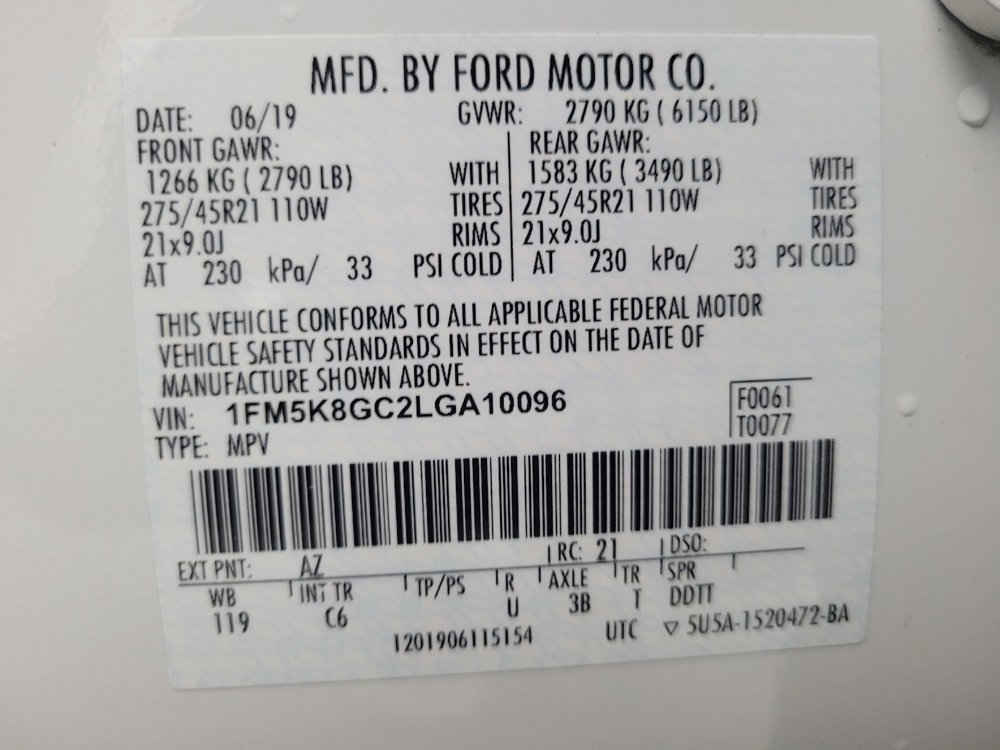 MFD. BY FORD MOTOR CO.
DATE: 06/19 GVWR: 2790 KG ( 6150 LB)
FRONT GAWR: REAR GAWR:
1266 KG ( 2790 LB) WITH 1583 KG ( 3490 LB) WITH
275/45R21 110W TIRES 275/45R21 110W TIRES
21x9.0J RIMS 21x9.0J RIMS
AT 230 kPa/ 33 PSI COLD AT 230 kPa/ 33 PSI COLD
THIS VEHICLE CONFORMS TO ALL APPLICABLE FEDERAL MOTOR
VEHICLE SAFETY STANDARDS IN EFFECT ON THE DATE OF
MANUFACTURE SHOWN ABOVE.
VIN: 1FM5K8GC2LGA10096 F0061
TYPE: MPV T0077
EXT PNT: AZ RC: 21 DSO:
WB INT TR TP/PS R AXLE TR SPR
119 C6 U 3B T DDTT
1201906115154 UTC ▽ 5U5A-1520472-BA